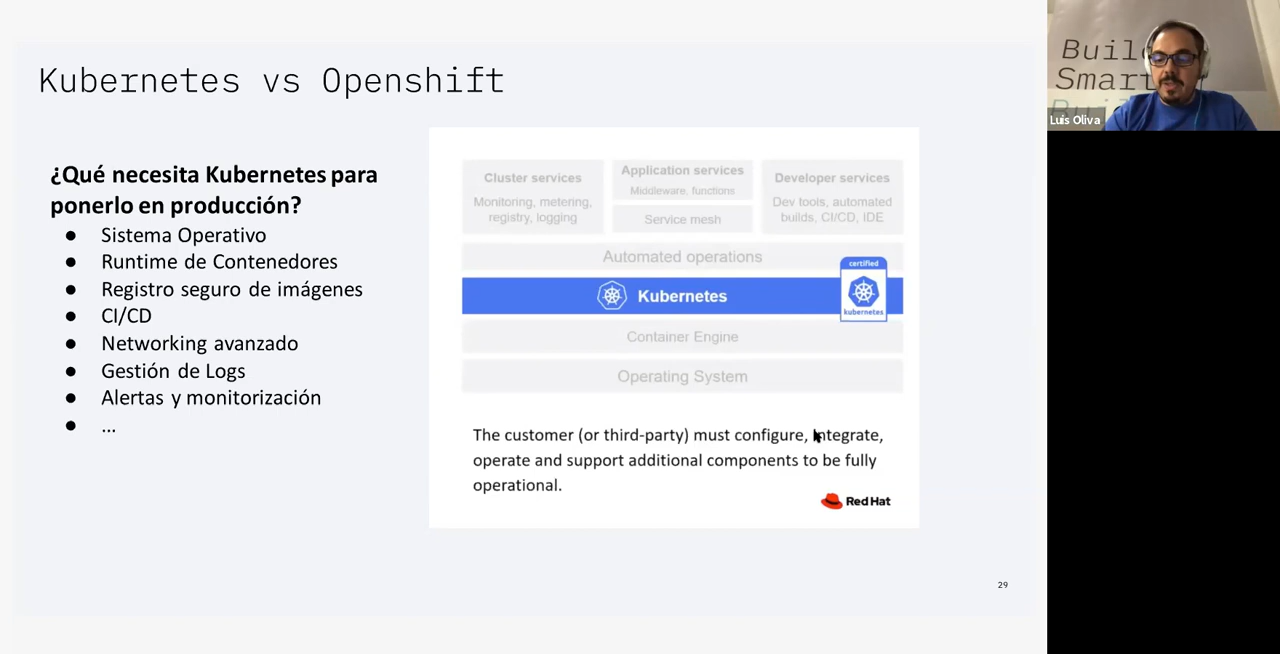 Kubernetes vs Openshift
¿Qué necesita Kubernetes para
ponerlo en producción?
● Sistema Operativo
● Runtime de Contenedores
● Registro seguro de imágenes
● CI/CD
● Networking avanzado
● Gestión de Logs
● Alertas y monitorización
● ...
Cluster services
Monitoring, metering,
registry, logging
Application services
Middleware, functions
Service mesh
Developer services
Dev tools, automated
builds, CI/CD, IDE
Automated operations
Kubernetes
certified
kubernetes
Container Engine
Operating System
The customer (or third-party) must configure, integrate,
operate and support additional components to be fully
operational.
Red Hat
29
Buil
Smart
Luis Oliva